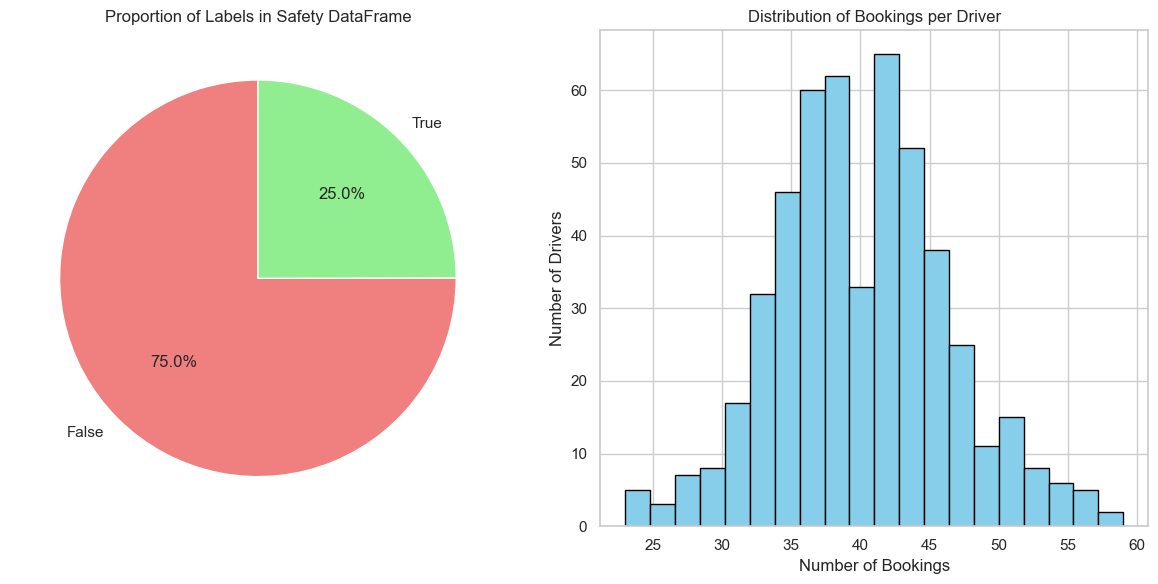 Proportion of Labels in Safety DataFrame
True
25.0%
75.0%
False
Distribution of Bookings per Driver
Number of Drivers
60
50
40
30
20
10
0
25 30 35 40 45 50 55 60
Number of Bookings